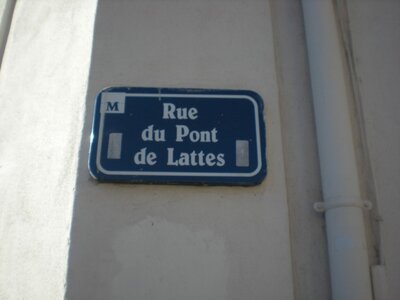 M
Rue
du Pont
de Lattes